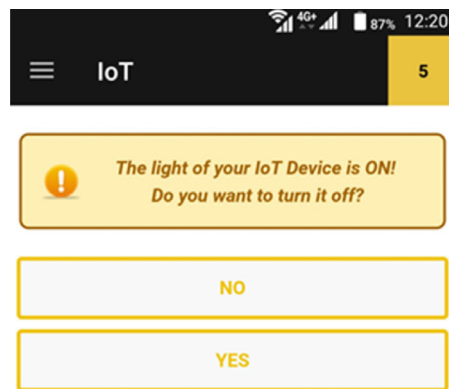 4G+ 87% 12:20
IoT 5
The light of your IoT Device is ON!
Do you want to turn it off?
NO
YES